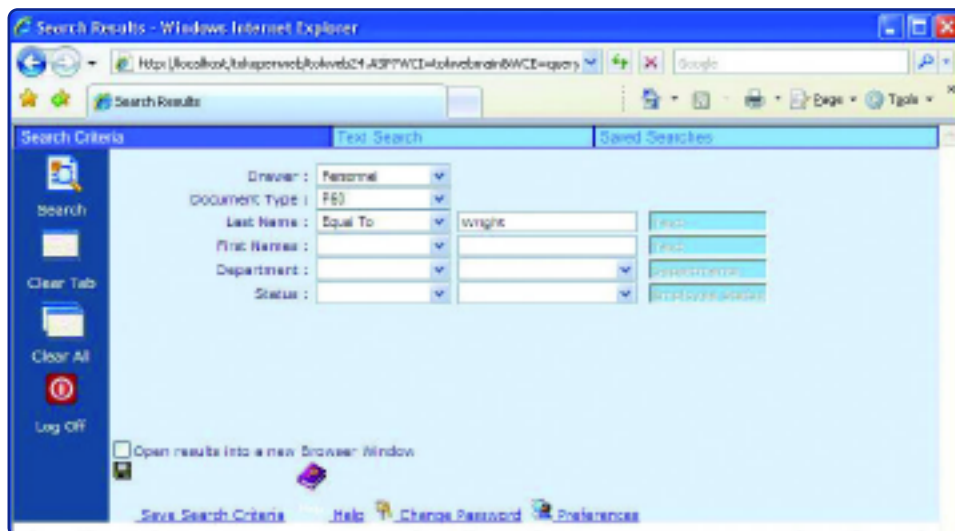 Search Results - Windows Internet Explorer
Google
Search Results
Page Tools
Search Criteria Text Search Saved Searches
Search
Clear Tab
Clear All
Log Off
Drawer : Personnel
Document Type : P60
Last Name : Equal To Wright
First Names :
Department :
Status :
Open results into a new Browser Window
Save Search Criteria Help Change Password Preferences